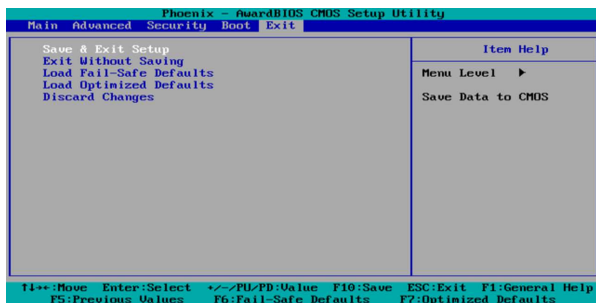 Phoenix - AwardBIOS CMOS Setup Utility
Main Advanced Security Boot Exit
Save & Exit Setup
Exit Without Saving
Load Fail-Safe Defaults
Load Optimized Defaults
Discard Changes
Item Help
Menu Level ▶
Save Data to CMOS
↑↓→←:Move Enter:Select +/-/PU/PD:Value F10:Save ESC:Exit F1:General Help
F5:Previous Values F6:Fail-Safe Defaults F7:Optimized Defaults